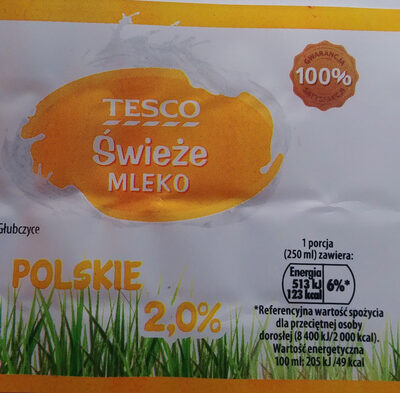 GWARANCJA
100%
SATYSFAKCJI
TESCO
Świeże
MLEKO
Głubczyce
POLSKIE
2,0%
1 porcja
(250 ml) zawiera:
Energia
513 kJ
123 kcal
6%*
*Referencyjna wartość spożycia
dla przeciętnej osoby
dorosłej (8 400 kJ/2 000 kcal).
Wartość energetyczna
100 ml: 205 kJ /49 kcal